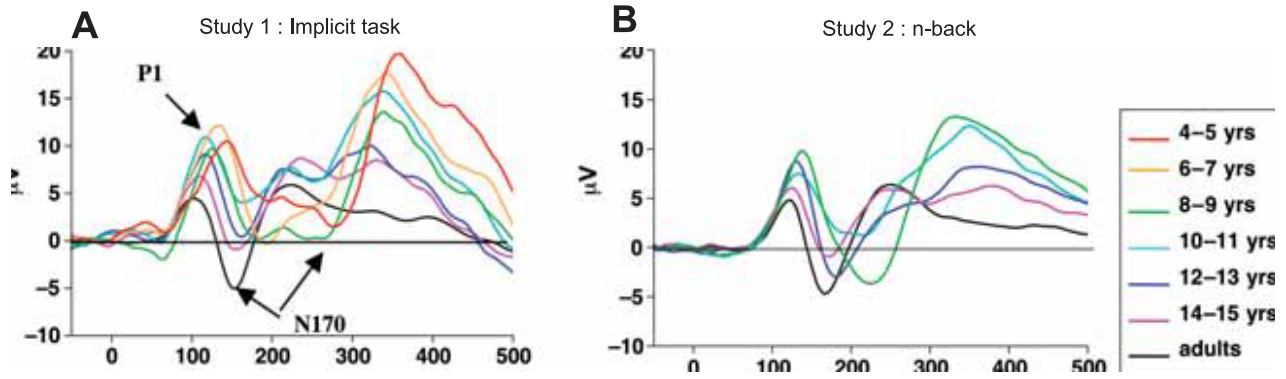 A
Study 1 : Implicit task
20
15
10
5
0
−5
−10
μV
P1
N170
0
100
200
300
400
500
B
Study 2 : n-back
20
15
10
5
0
−5
−10
μV
0
100
200
300
400
500
4–5 yrs
6–7 yrs
8–9 yrs
10–11 yrs
12–13 yrs
14–15 yrs
adults